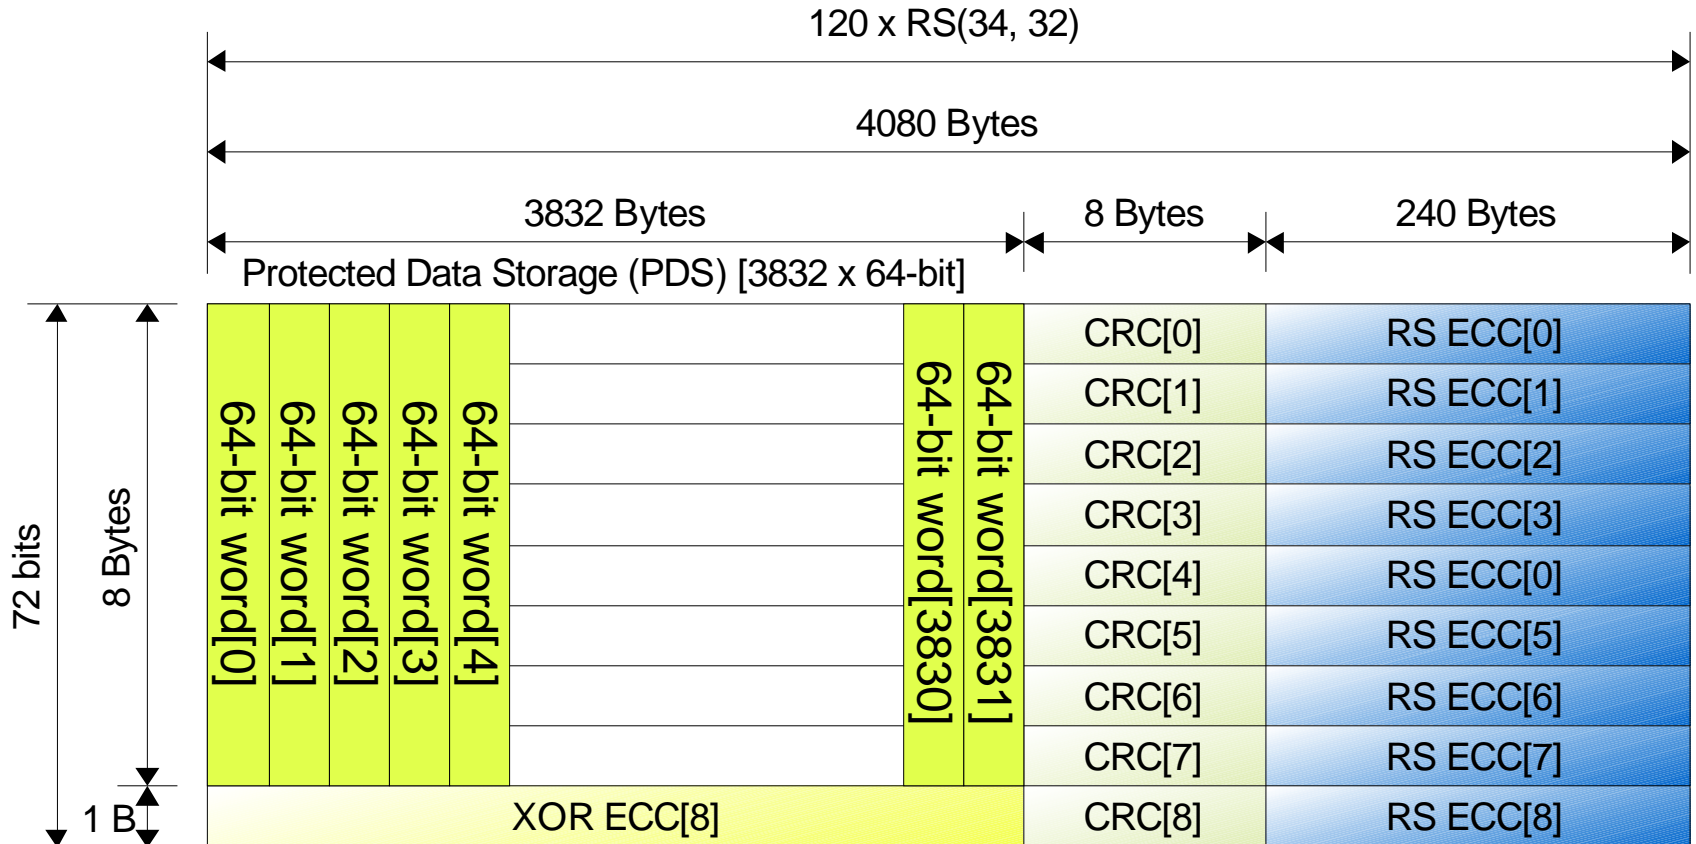 120 x RS(34, 32)
4080 Bytes
3832 Bytes
8 Bytes
240 Bytes
Protected Data Storage (PDS) [3832 x 64-bit]
72 bits
8 Bytes
1 B
64-bit word[0]
64-bit word[1]
64-bit word[2]
64-bit word[3]
64-bit word[4]
64-bit word[3830]
64-bit word[3831]
CRC[0]
RS ECC[0]
CRC[1]
RS ECC[1]
CRC[2]
RS ECC[2]
CRC[3]
RS ECC[3]
CRC[4]
RS ECC[0]
CRC[5]
RS ECC[5]
CRC[6]
RS ECC[6]
CRC[7]
RS ECC[7]
XOR ECC[8]
CRC[8]
RS ECC[8]